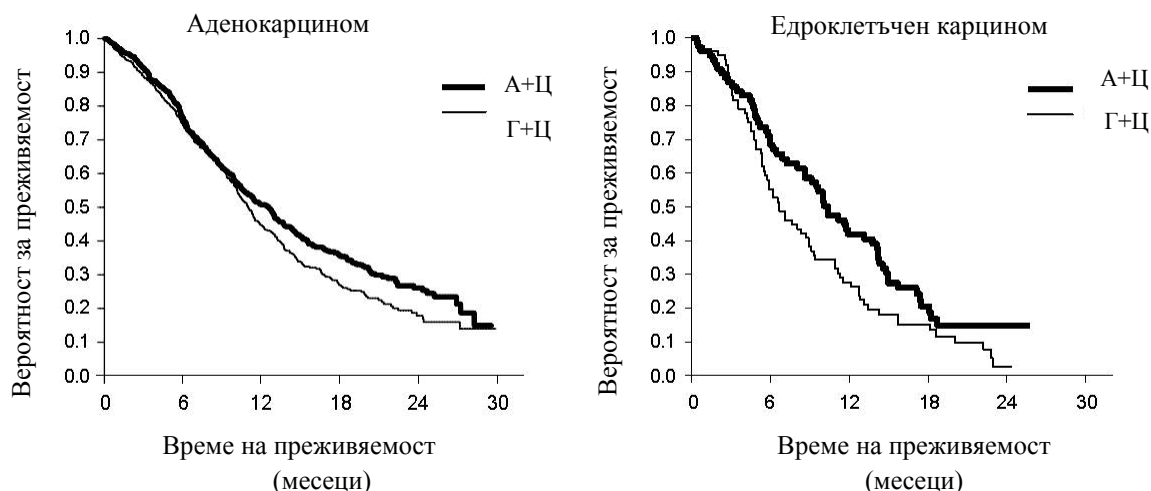 Аденокарцином
Вероятност за преживяемост
1.0
0.9
0.8
0.7
0.6
0.5
0.4
0.3
0.2
0.1
0.0
А+Ц
Г+Ц
0 6 12 18 24 30
Време на преживяемост
(месеци)
Едроклетъчен карцином
Вероятност за преживяемост
1.0
0.9
0.8
0.7
0.6
0.5
0.4
0.3
0.2
0.1
0.0
А+Ц
Г+Ц
0 6 12 18 24 30
Време на преживяемост
(месеци)